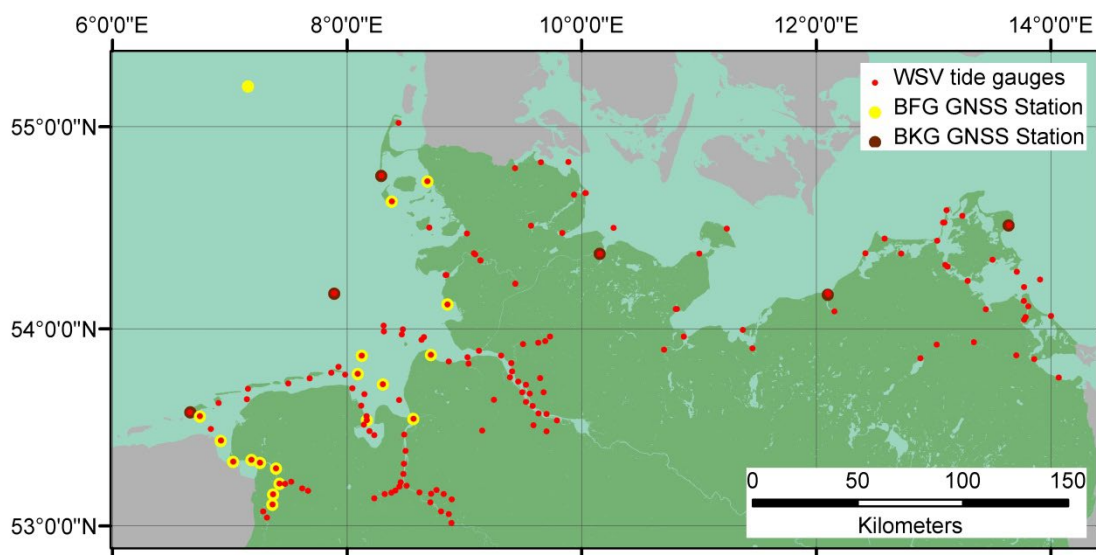 6°0'0"E 8°0'0"E 10°0'0"E 12°0'0"E 14°0'0"E
WSV tide gauges
BFG GNSS Station
BKG GNSS Station
55°0'0"N
54°0'0"N
53°0'0"N
0 50 100 150
Kilometers